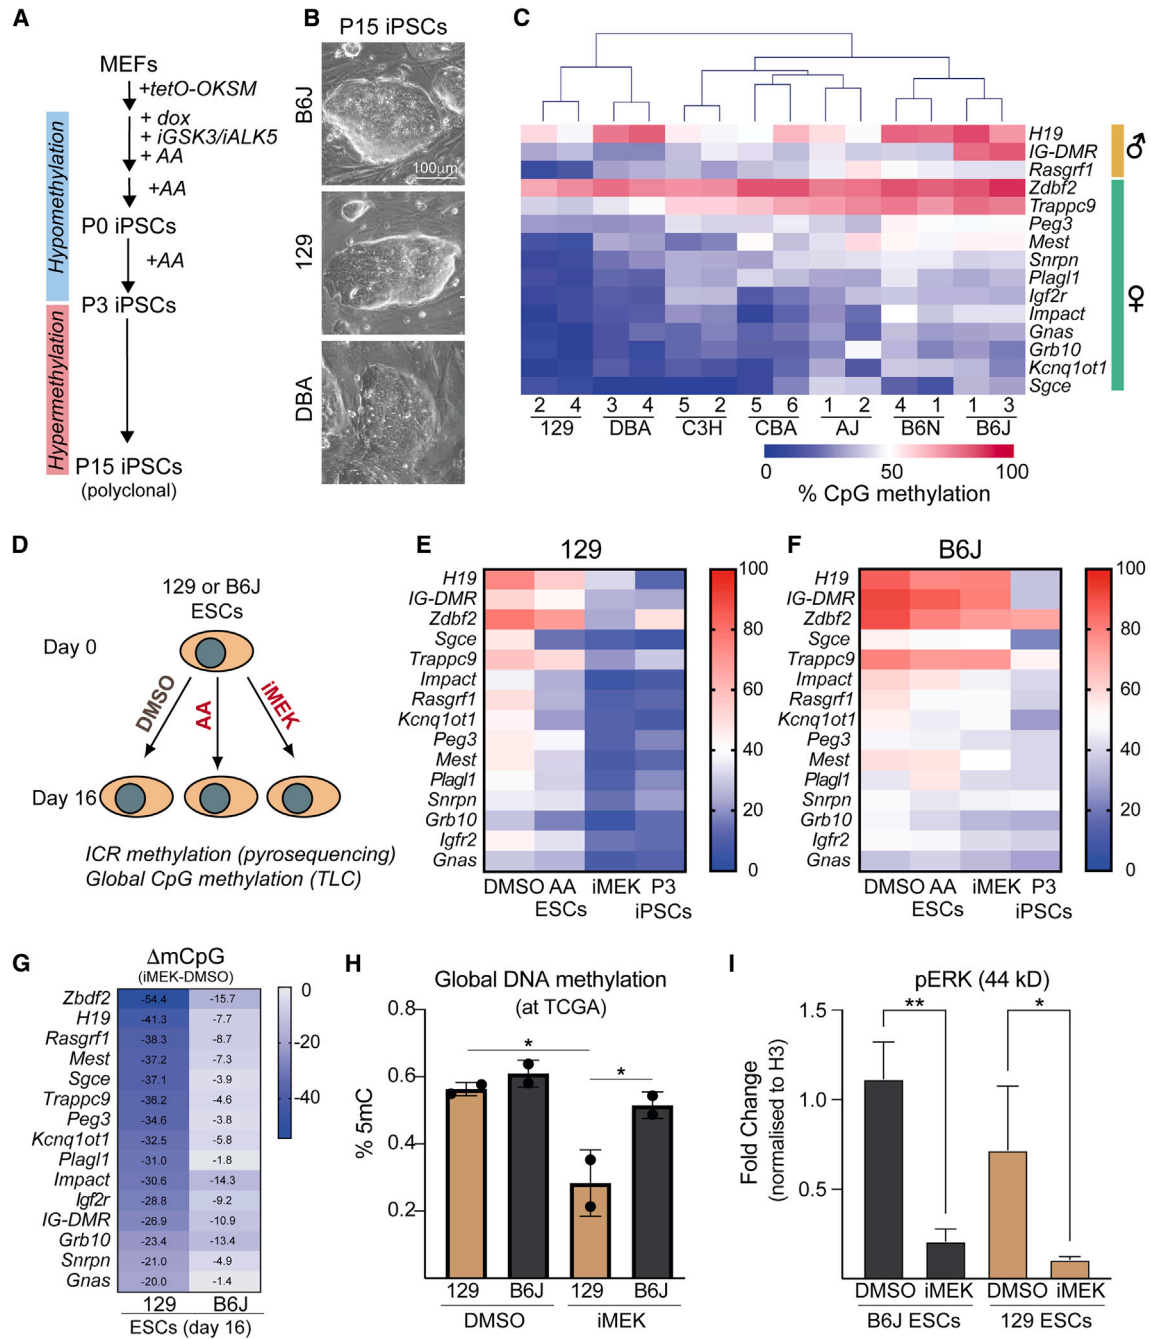 A
MEFs
+tetO-OKSM
+ dox
+ iGSK3/iALK5
+ AA
+AA
P0 iPSCs
+AA
P3 iPSCs
P15 iPSCs
(polyclonal)
Hypomethylation
Hypermethylation
B
P15 iPSCs
B6J
100μm
129
DBA
C
H19
IG-DMR
Rasgrf1
Zdbf2
Trappc9
Peg3
Mest
Snrpn
Plagl1
Igf2r
Impact
Gnas
Grb10
Kcnq1ot1
Sgce
♂
♀
2 4 3 4 5 2 5 6 1 2 4 1 1 3
129 DBA C3H CBA AJ B6N B6J
0 50 100
% CpG methylation
D
129 or B6J
ESCs
Day 0
DMSO
AA
iMEK
Day 16
ICR methylation (pyrosequencing)
Global CpG methylation (TLC)
E
129
H19
IG-DMR
Zdbf2
Sgce
Trappc9
Impact
Rasgrf1
Kcnq1ot1
Peg3
Mest
Plagl1
Snrpn
Grb10
Igfr2
Gnas
DMSO AA iMEK P3
ESCs iPSCs
100
80
60
40
20
0
F
B6J
H19
IG-DMR
Zdbf2
Sgce
Trappc9
Impact
Rasgrf1
Kcnq1ot1
Peg3
Mest
Plagl1
Snrpn
Grb10
Igfr2
Gnas
DMSO AA iMEK P3
ESCs iPSCs
100
80
60
40
20
0
G
ΔmCpG
(iMEK-DMSO)
Zbdf2 -54.4 -15.7
H19 -41.3 -7.7
Rasgrf1 -38.3 -8.7
Mest -37.2 -7.3
Sgce -37.1 -3.9
Trappc9 -36.2 -4.6
Peg3 -34.6 -3.8
Kcnq1ot1 -32.5 -5.8
Plagl1 -31.0 -1.8
Impact -30.6 -14.3
Igf2r -28.8 -9.2
IG-DMR -26.9 -10.9
Grb10 -23.4 -13.4
Snrpn -21.0 -4.9
Gnas -20.0 -1.4
129 B6J
ESCs (day 16)
0
-20
-40
H
Global DNA methylation
(at TCGA)
% 5mC
0.8
0.6
0.4
0.2
*
*
129 B6J 129 B6J
DMSO iMEK
I
pERK (44 kD)
Fold Change
(normalised to H3)
1.5
1.0
0.5
**
*
DMSO iMEK DMSO iMEK
B6J ESCs 129 ESCs